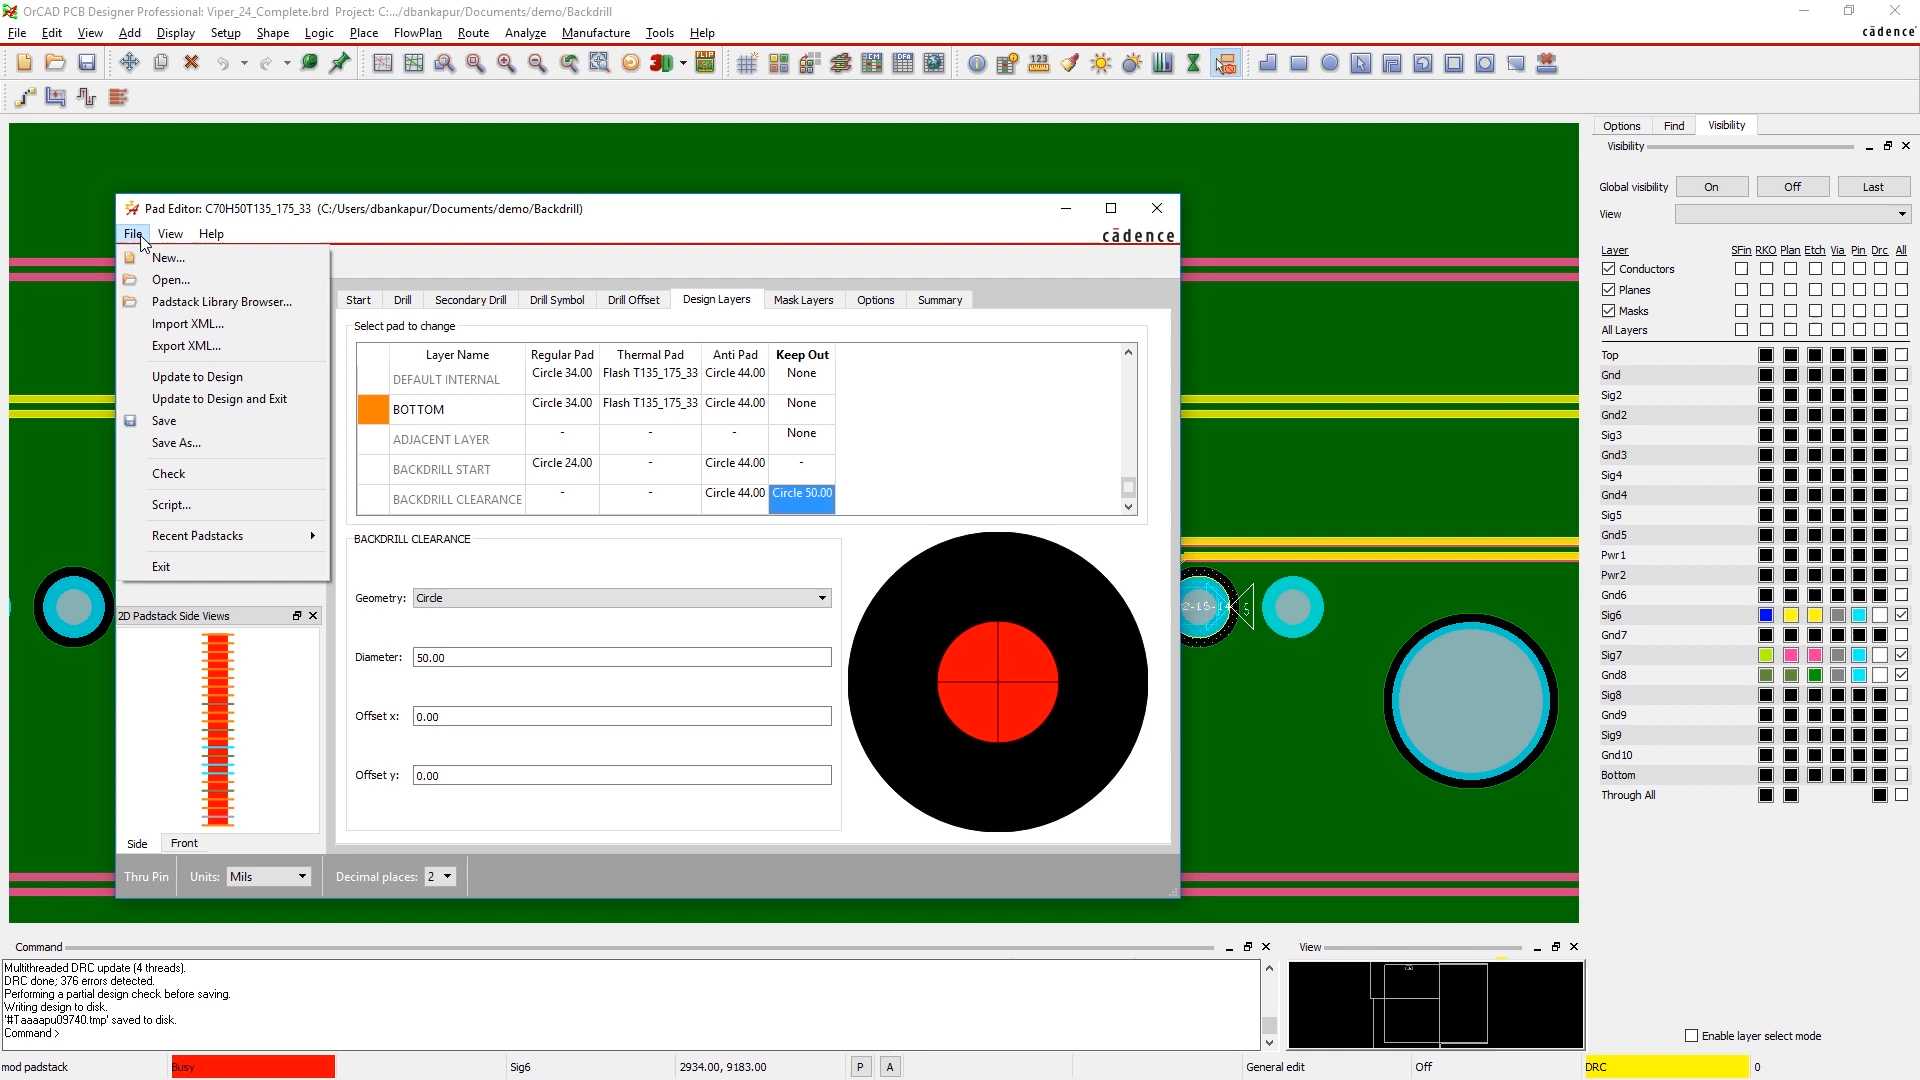 OrCAD PCB Designer Professional: Viper_24_Complete.brd  Project: C:.../dbankapur/Documents/demo/Backdrill
File Edit View Add Display Setup Shape Logic Place FlowPlan Route Analyze Manufacture Tools Help
cādence
Options Find Visibility
Visibility
Global visibility On Off Last
View
Layer SFin RKO Plan Etch Via Pin Drc All
Conductors
Planes
Masks
All Layers
Top
Gnd
Sig2
Gnd2
Sig3
Gnd3
Sig4
Gnd4
Sig5
Gnd5
Pwr1
Pwr2
Gnd6
Sig6
Gnd7
Sig7
Gnd8
Sig8
Gnd9
Sig9
Gnd10
Bottom
Through All
Enable layer select mode
Pad Editor: C70H50T135_175_33  (C:/Users/dbankapur/Documents/demo/Backdrill)
File View Help
cādence
New...
Open...
Padstack Library Browser...
Import XML...
Export XML...
Update to Design
Update to Design and Exit
Save
Save As...
Check
Script...
Recent Padstacks
Exit
Start Drill Secondary Drill Drill Symbol Drill Offset Design Layers Mask Layers Options Summary
Select pad to change
Layer Name Regular Pad Thermal Pad Anti Pad Keep Out
DEFAULT INTERNAL Circle 34.00 Flash T135_175_33 Circle 44.00 None
BOTTOM Circle 34.00 Flash T135_175_33 Circle 44.00 None
ADJACENT LAYER - - - None
BACKDRILL START Circle 24.00 - Circle 44.00 -
BACKDRILL CLEARANCE - - Circle 44.00 Circle 50.00
BACKDRILL CLEARANCE
Geometry: Circle
Diameter: 50.00
Offset x: 0.00
Offset y: 0.00
2D Padstack Side Views
Side Front
Thru Pin Units: Mils Decimal places: 2
Command
Multithreaded DRC update (4 threads).
DRC done; 376 errors detected.
Performing a partial design check before saving.
Writing design to disk.
'#Taaaapu09740.tmp' saved to disk.
Command >
View
mod padstack Busy Sig6 2934.00, 9183.00 P A General edit Off DRC 0